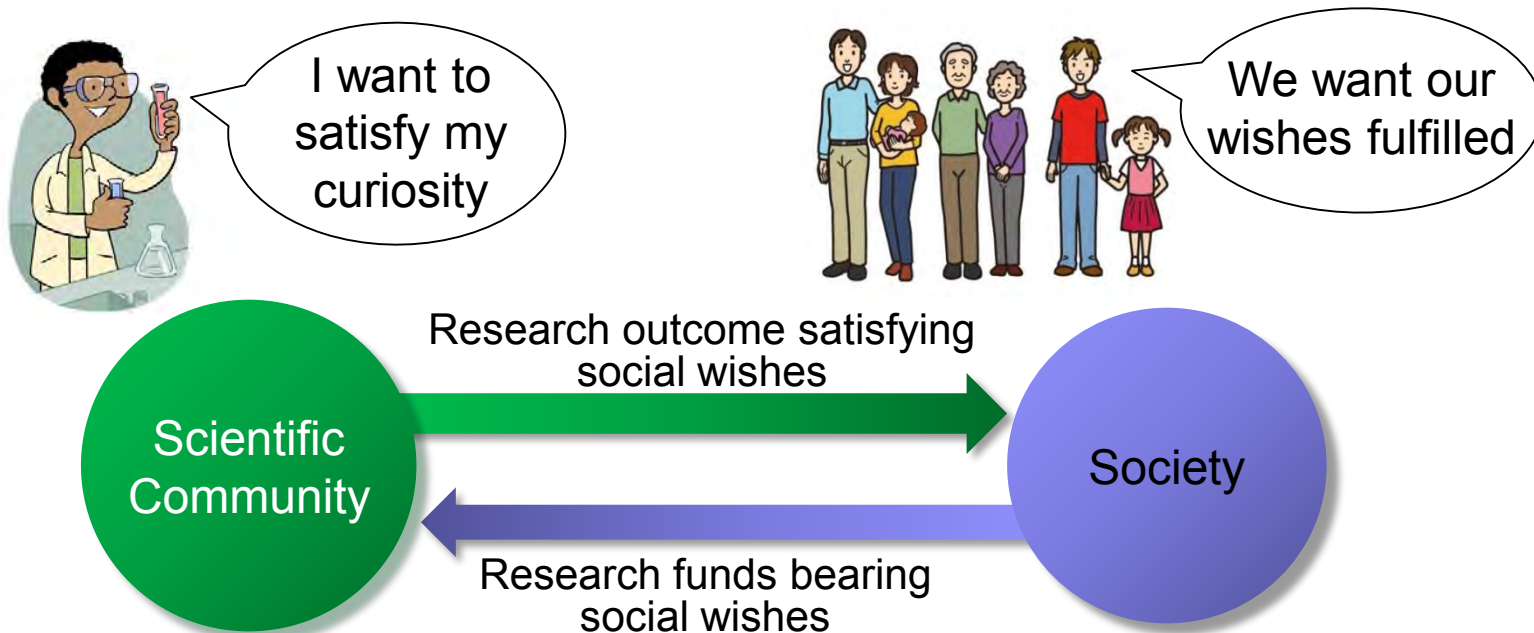 I want to
satisfy my
curiosity
We want our
wishes fulfilled
Research outcome satisfying
social wishes
Scientific
Community
Society
Research funds bearing
social wishes